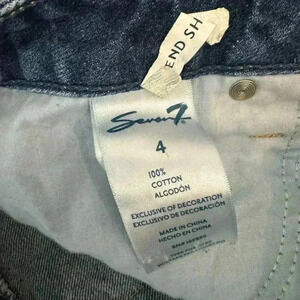 END SH
Seven7
4
100%
COTTON
ALGODÓN
EXCLUSIVE OF DECORATION
EXCLUSIVO DE DECORACIÓN
MADE IN CHINA
HECHO EN CHINA